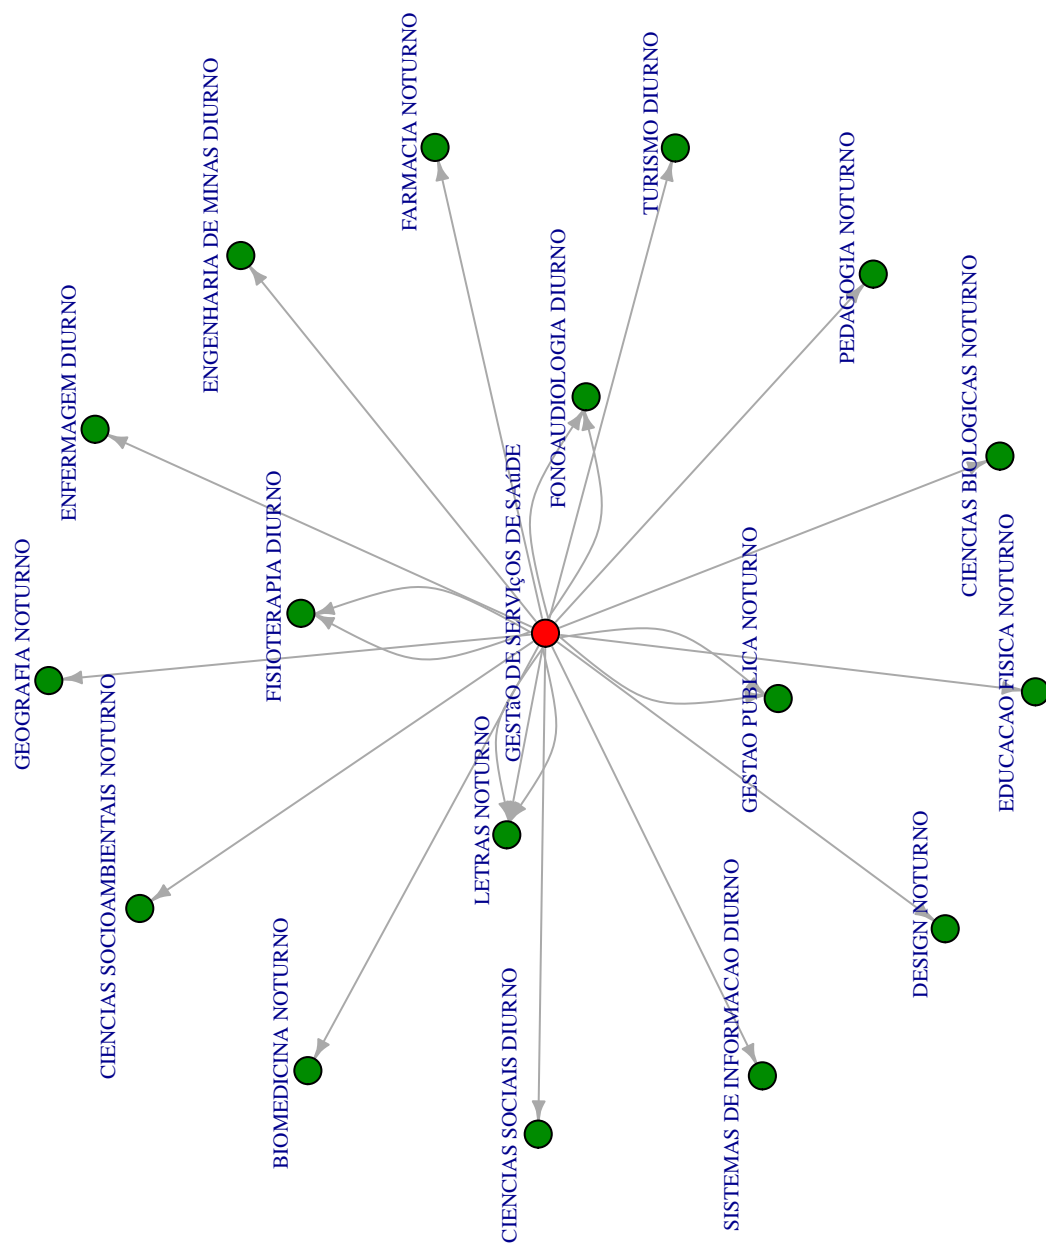 FARMACIA NOTURNO
TURISMO DIURNO
ENGENHARIA DE MINAS DIURNO
PEDAGOGIA NOTURNO
FONOAUDIOLOGIA DIURNO
CIENCIAS BIOLOGICAS NOTURNO
ENFERMAGEM DIURNO
GESTãO DE SERVIçOS DE SAúDE
FISIOTERAPIA DIURNO
EDUCACAO FISICA NOTURNO
GESTAO PUBLICA NOTURNO
GEOGRAFIA NOTURNO
CIENCIAS SOCIOAMBIENTAIS NOTURNO
LETRAS NOTURNO
DESIGN NOTURNO
SISTEMAS DE INFORMACAO DIURNO
BIOMEDICINA NOTURNO
CIENCIAS SOCIAIS DIURNO